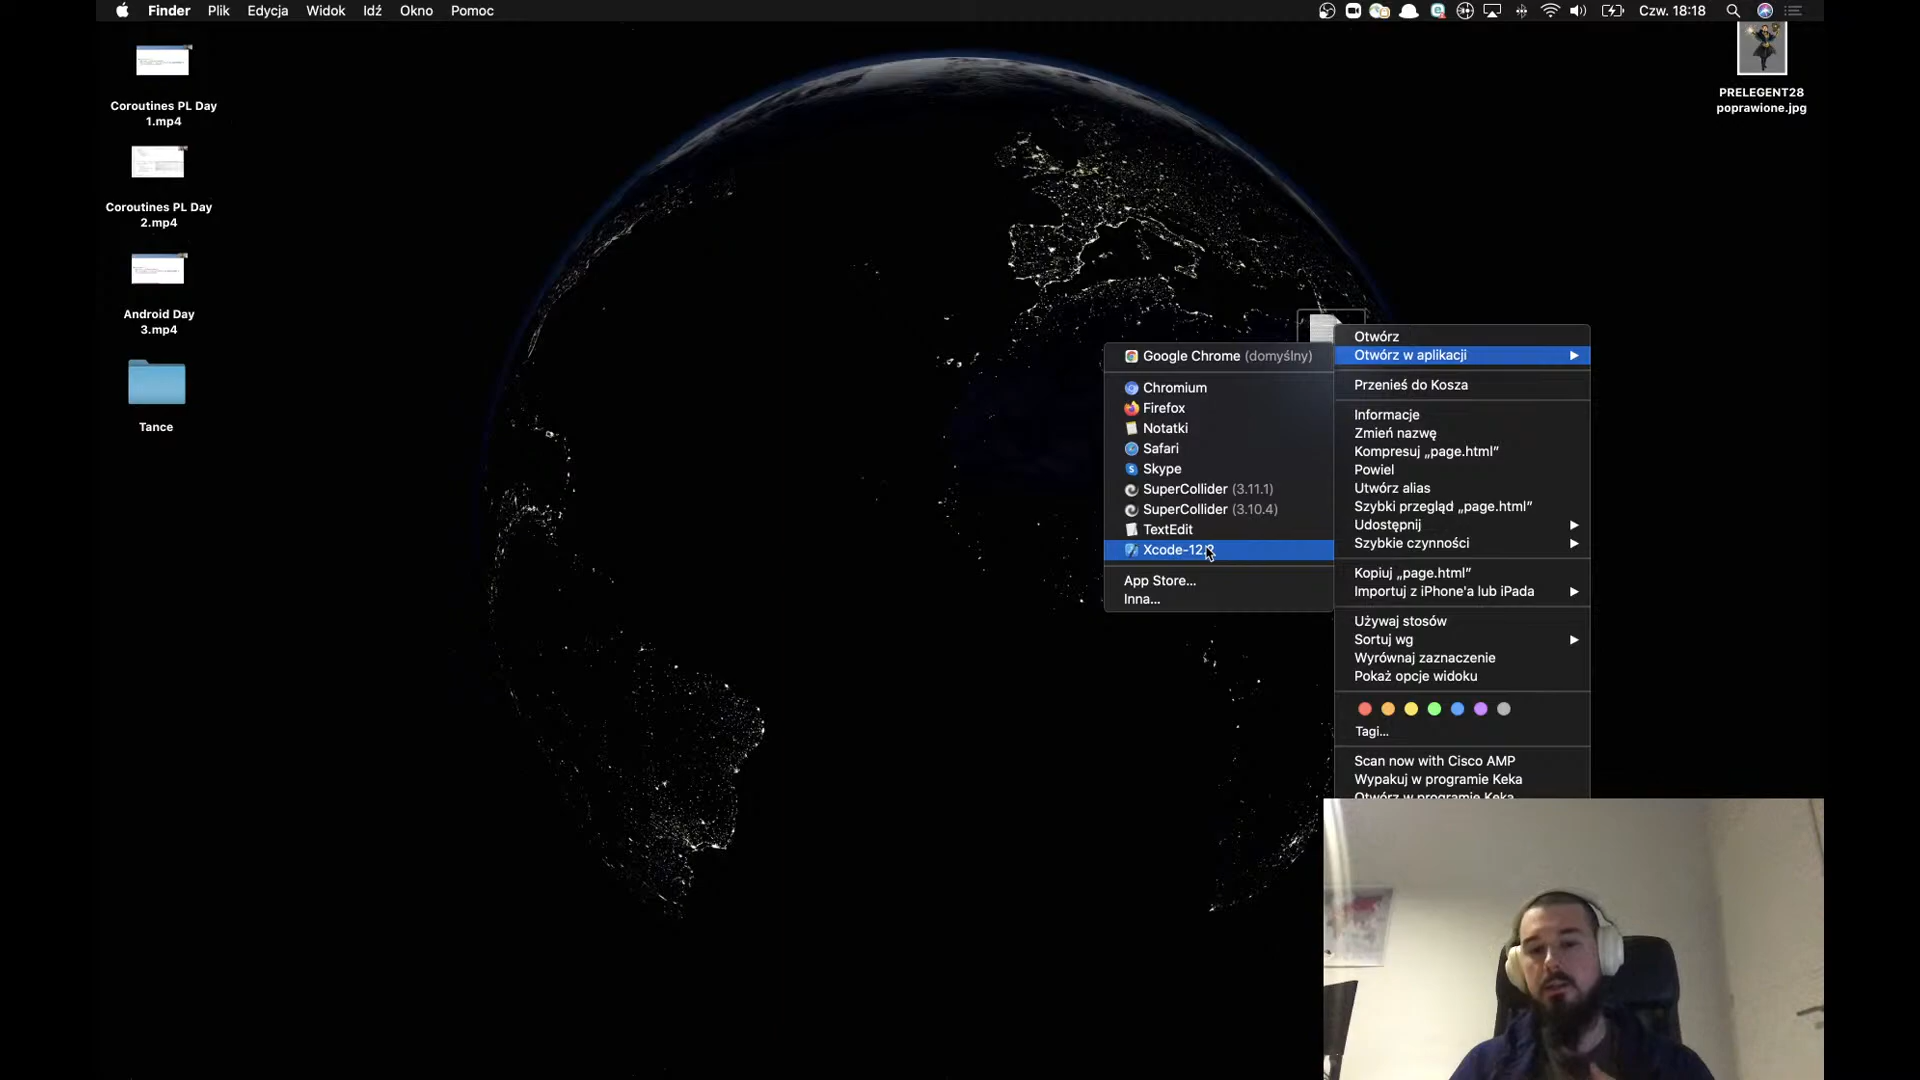 Finder Plik Edycja Widok Idź Okno Pomoc
Czw. 18:18
Coroutines PL Day
1.mp4
Coroutines PL Day
2.mp4
Android Day
3.mp4
Tance
PRELEGENT28
poprawione.jpg
Google Chrome (domyślny)
Chromium
Firefox
Notatki
Safari
Skype
SuperCollider (3.11.1)
SuperCollider (3.10.4)
TextEdit
App Store...
Inna...
Otwórz
Otwórz w aplikacji
Przenieś do Kosza
Informacje
Zmień nazwę
Kompresuj „page.html”
Powiel
Utwórz alias
Szybki przegląd „page.html”
Udostępnij
Szybkie czynności
Kopiuj „page.html”
Importuj z iPhone'a lub iPada
Używaj stosów
Sortuj wg
Wyrównaj zaznaczenie
Pokaż opcje widoku
Tagi...
Scan now with Cisco AMP
Wypakuj w programie Keka
Otwórz w programie Keka